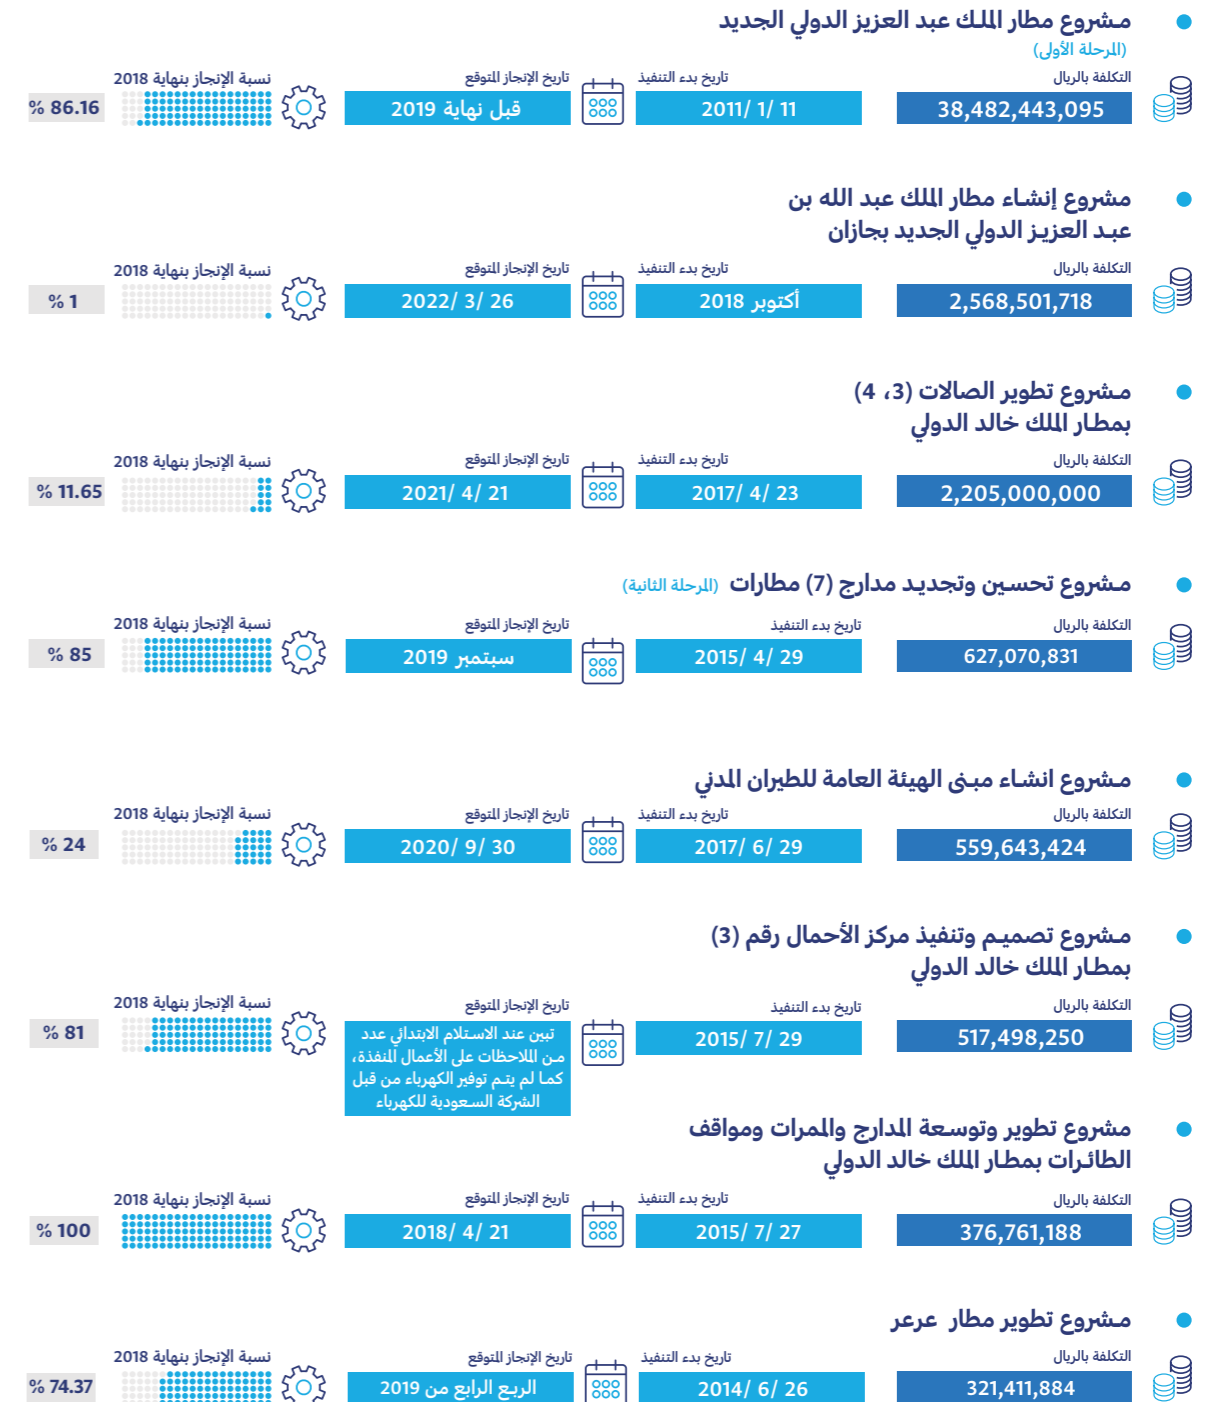 مشروع مطار الملك عبد العزيز الدولي الجديد
(المرحلة الأولى)
التكلفة بالريال
تاريخ بدء التنفيذ
تاريخ الإنجاز المتوقع
نسبة الإنجاز بنهاية 2018
38,482,443,095
2011/ 1/ 11
قبل نهاية 2019
% 86.16
مشروع إنشاء مطار الملك عبد الله بن
عبد العزيز الدولي الجديد بجازان
التكلفة بالريال
تاريخ بدء التنفيذ
تاريخ الإنجاز المتوقع
نسبة الإنجاز بنهاية 2018
2,568,501,718
أكتوبر 2018
2022/ 3/ 26
% 1
مشروع تطوير الصالات (3، 4)
بمطار الملك خالد الدولي
التكلفة بالريال
تاريخ بدء التنفيذ
تاريخ الإنجاز المتوقع
نسبة الإنجاز بنهاية 2018
2,205,000,000
2017/ 4/ 23
2021/ 4/ 21
% 11.65
مشروع تحسين وتجديد مدارج (7) مطارات (المرحلة الثانية)
التكلفة بالريال
تاريخ بدء التنفيذ
تاريخ الإنجاز المتوقع
نسبة الإنجاز بنهاية 2018
627,070,831
2015/ 4/ 29
سبتمبر 2019
% 85
مشروع انشاء مبنى الهيئة العامة للطيران المدني
التكلفة بالريال
تاريخ بدء التنفيذ
تاريخ الإنجاز المتوقع
نسبة الإنجاز بنهاية 2018
559,643,424
2017/ 6/ 29
2020/ 9/ 30
% 24
مشروع تصميم وتنفيذ مركز الأحمال رقم (3)
بمطار الملك خالد الدولي
التكلفة بالريال
تاريخ بدء التنفيذ
تاريخ الإنجاز المتوقع
نسبة الإنجاز بنهاية 2018
517,498,250
2015/ 7/ 29
تبين عند الاستلام الابتدائي عدد
من الملاحظات على الأعمال المنفذة،
كما لم يتم توفير الكهرباء من قبل
الشركة السعودية للكهرباء
% 81
مشروع تطوير وتوسعة المدارج والممرات ومواقف
الطائرات بمطار الملك خالد الدولي
التكلفة بالريال
تاريخ بدء التنفيذ
تاريخ الإنجاز المتوقع
نسبة الإنجاز بنهاية 2018
376,761,188
2015/ 7/ 27
2018/ 4/ 21
% 100
مشروع تطوير مطار عرعر
التكلفة بالريال
تاريخ بدء التنفيذ
تاريخ الإنجاز المتوقع
نسبة الإنجاز بنهاية 2018
321,411,884
2014/ 6/ 26
الربع الرابع من 2019
% 74.37